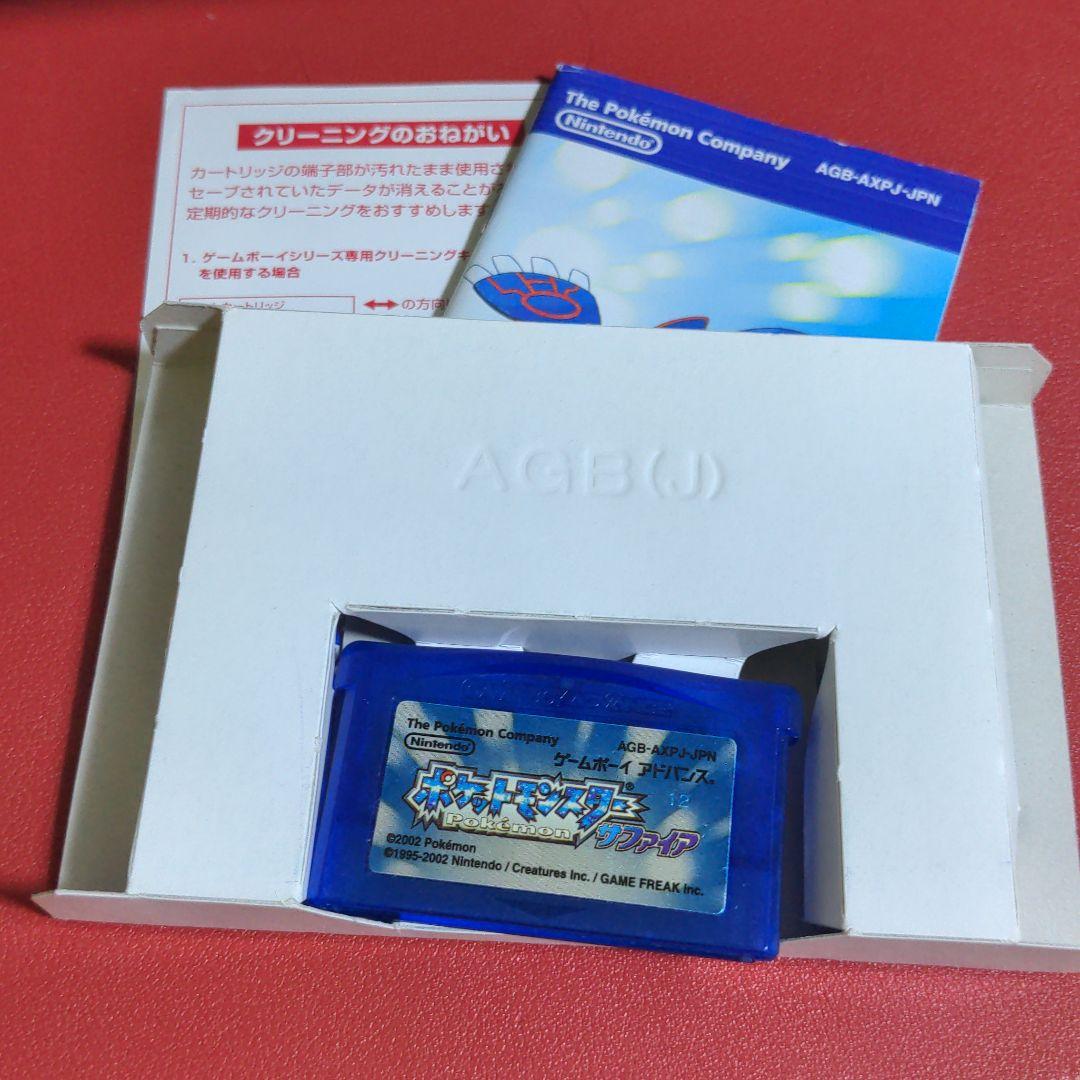 クリーニングのおねがい
カートリッジの端子部が汚れたまま使用さ
セーブされていたデータが消えることが
定期的なクリーニングをおすすめします
1. ゲームボーイシリーズ専用クリーニングキ
を使用する場合
カートリッジ
の方向
The Pokémon Company
Nintendo
AGB-AXPJ-JPN
AGB(J)
The Pokémon Company
Nintendo
AGB-AXPJ-JPN
ゲームボーイ アドバンス
12
ポケットモンスター
Pokémon
サファイア
©2002 Pokémon
©1995-2002 Nintendo / Creatures Inc. / GAME FREAK inc.